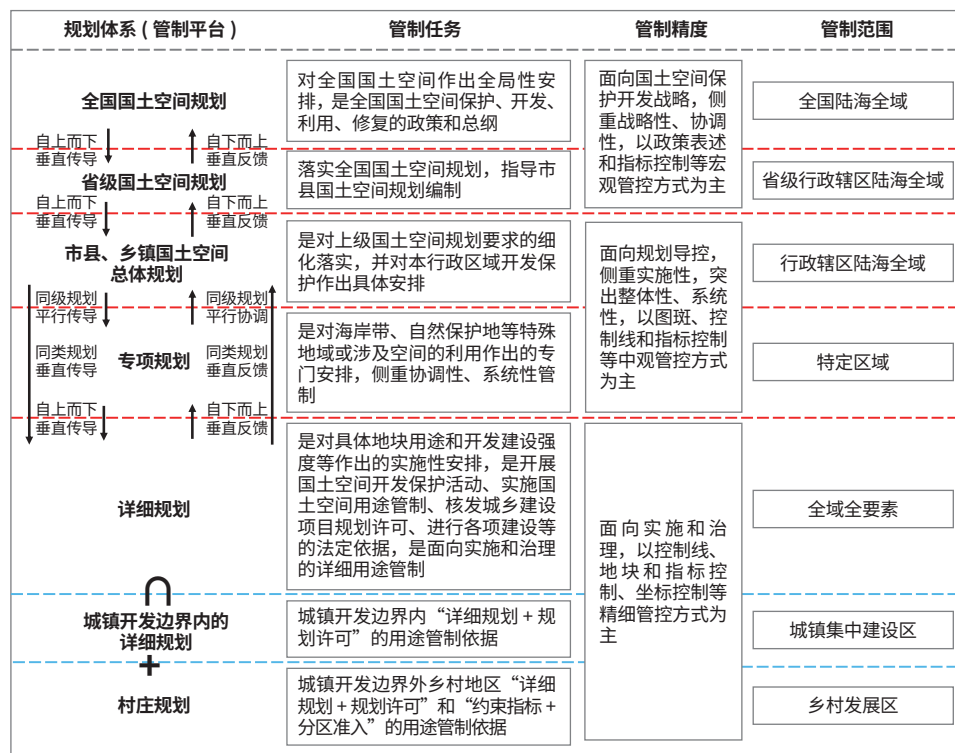 规划体系 ( 管制平台 )
管制任务
管制精度
管制范围
全国国土空间规划
对全国国土空间作出全局性安
排，是全国国土空间保护、开发、
利用、修复的政策和总纲
面向国土空间保
护开发战略，侧
重战略性、协调
性，以政策表述
和指标控制等宏
观管控方式为主
全国陆海全域
自上而下
垂直传导
自下而上
垂直反馈
省级国土空间规划
落实全国国土空间规划，指导市
县国土空间规划编制
省级行政辖区陆海全域
自上而下
垂直传导
自下而上
垂直反馈
市县、乡镇国土空间
总体规划
是对上级国土空间规划要求的细
化落实，并对本行政区域开发保
护作出具体安排
面向规划导控，
侧重实施性，突
出整体性、系统
性，以图斑、控
制线和指标控制
等中观管控方式
为主
行政辖区陆海全域
同级规划
平行传导
同级规划
平行协调
同类规划
垂直传导
专项规划
同类规划
垂直反馈
是对海岸带、自然保护地等特殊
地域或涉及空间的利用作出的专
门安排，侧重协调性、系统性管
制
特定区域
自上而下
垂直传导
自下而上
垂直反馈
详细规划
是对具体地块用途和开发建设强
度等作出的实施性安排，是开展
国土空间开发保护活动、实施国
土空间用途管制、核发城乡建设
项目规划许可、进行各项建设等
的法定依据，是面向实施和治理
的详细用途管制
面向实施和治
理，以控制线、
地块和指标控
制、坐标控制等
精细管控方式为
主
全域全要素
城镇开发边界内的
详细规划
城镇开发边界内“详细规划 + 规
划许可”的用途管制依据
城镇集中建设区
+
村庄规划
城镇开发边界外乡村地区“详细
规划 + 规划许可”和“约束指标 +
分区准入”的用途管制依据
乡村发展区